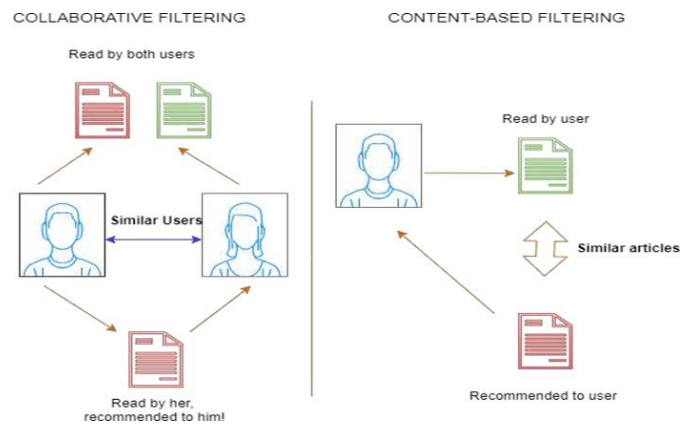 COLLABORATIVE FILTERING
Read by both users
Similar Users
Read by her,
recommended to him!
CONTENT-BASED FILTERING
Read by user
Similar articles
Recommended to user